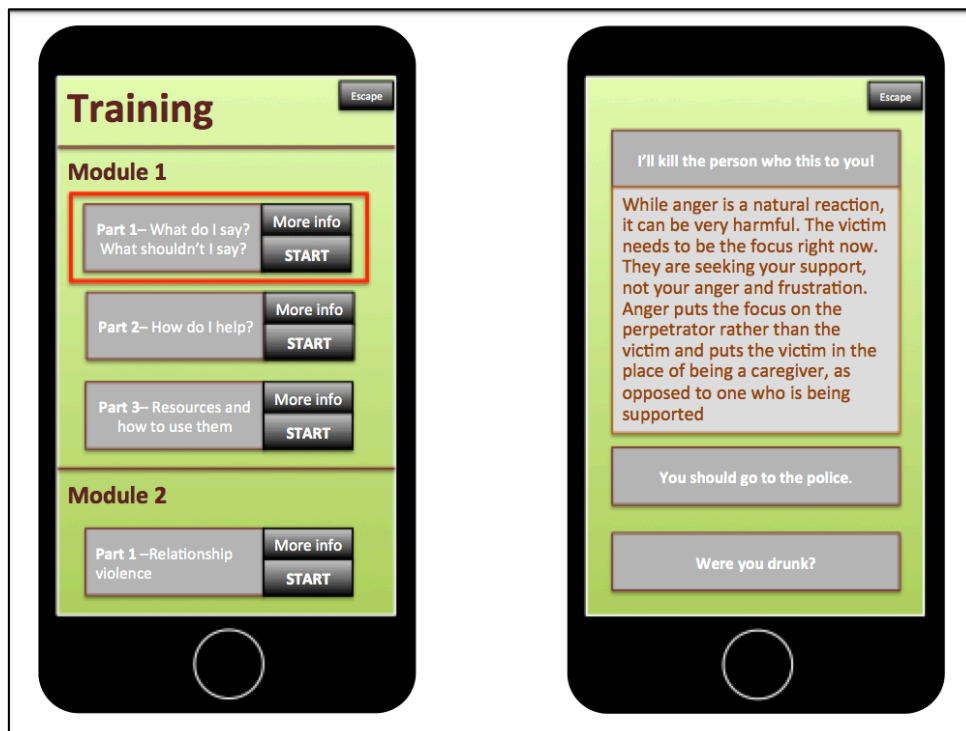 Training
Escape
Module 1
Part 1– What do I say?
What shouldn't I say?
More info
START
Part 2– How do I help?
More info
START
Part 3– Resources and
how to use them
More info
START
Module 2
Part 1 –Relationship
violence
More info
START
Escape
I'll kill the person who this to you!
While anger is a natural reaction,
it can be very harmful. The victim
needs to be the focus right now.
They are seeking your support,
not your anger and frustration.
Anger puts the focus on the
perpetrator rather than the
victim and puts the victim in the
place of being a caregiver, as
opposed to one who is being
supported
You should go to the police.
Were you drunk?